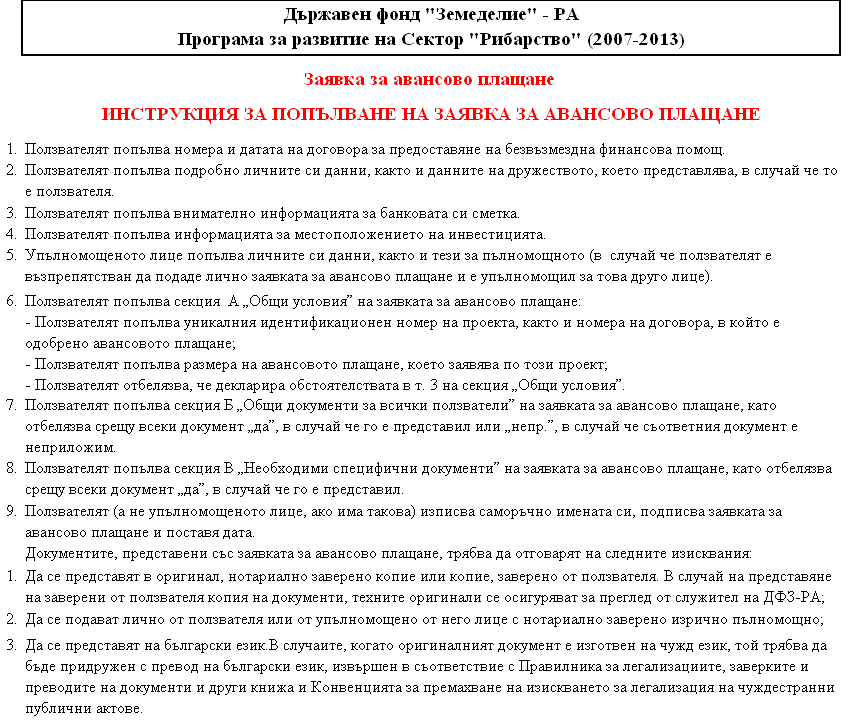 Държавен фонд "Земеделие" - РА
Програма за развитие на Сектор "Рибарство" (2007-2013)
Заявка за авансово плащане
ИНСТРУКЦИЯ ЗА ПОПЪЛВАНЕ НА ЗАЯВКА ЗА АВАНСОВО ПЛАЩАНЕ
1. Ползвателят попълва номера и датата на договора за предоставяне на безвъзмездна финансова помощ.
2. Ползвателят попълва подробно личните си данни, както и данните на дружеството, което представлява, в случай че то
е ползвателя.
3. Ползвателят попълва внимателно информацията за банковата си сметка.
4. Ползвателят попълва информацията за местоположението на инвестицията.
5. Упълномощеното лице попълва личните си данни, както и тези за пълномощното (в  случай че ползвателят е
възпрепятстван да подаде лично заявката за авансово плащане и е упълномощил за това друго лице).
6. Ползвателят попълва секция  А „Общи условия” на заявката за авансово плащане:
- Ползвателят попълва уникалния идентификационен номер на проекта, както и номера на договора, в който е
одобрено авансовото плащане;
- Ползвателят попълва размера на авансовото плащане, което заявява по този проект;
- Ползвателят отбелязва, че декларира обстоятелствата в т. 3 на секция „Общи условия”.
7. Ползвателят попълва секция Б „Общи документи за всички ползватели” на заявката за авансово плащане, като
отбелязва срещу всеки документ „да”, в случай че го е представил или „непр.”, в случай че съответния документ е
неприложим.
8. Ползвателят попълва секция В „Необходими специфични документи” на заявката за авансово плащане, като отбелязва
срещу всеки документ „да”, в случай че го е представил.
9. Ползвателят (а не упълномощеното лице, ако има такова) изписва саморъчно имената си, подписва заявката за
авансово плащане и поставя дата.
Документите, представени със заявката за авансово плащане, трябва да отговарят на следните изисквания:
1. Да се представят в оригинал, нотариално заверено копие или копие, заверено от ползвателя. В случай на представяне
на заверени от ползвателя копия на документи, техните оригинали се осигуряват за преглед от служител на ДФЗ-РА;
2. Да се подават лично от ползвателя или от упълномощено от него лице с нотариално заверено изрично пълномощно;
3. Да се представят на български език.В случаите, когато оригиналният документ е изготвен на чужд език, той трябва да
бъде придружен с превод на български език, извършен в съответствие с Правилника за легализациите, заверките и
преводите на документи и други книжа и Конвенцията за премахване на изискването за легализация на чуждестранни
публични актове.